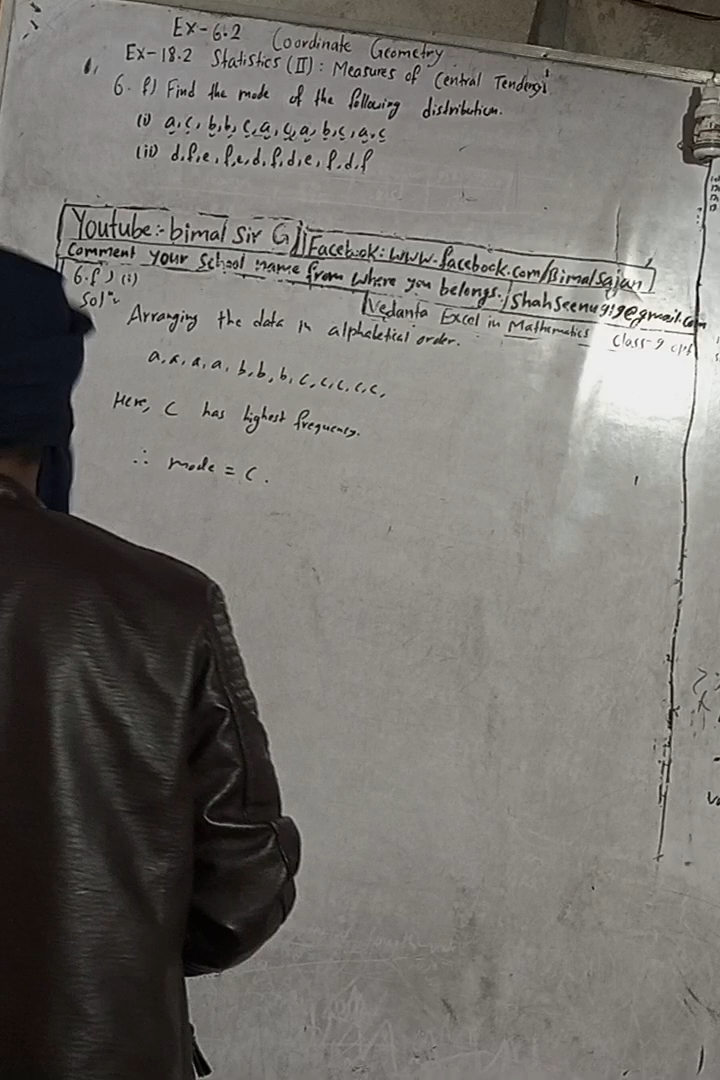 Ex-6.2 Coordinate Geometry
Ex-18.2 Statistics (II): Measures of Central Tendency
6. f) Find the mode of the following distribution.
(i) a, c, b, b, c, a, c, a, b, c, a, c
(ii) d, f, e, f, e, d, f, d, e, f, d, f
Youtube:- bimal Sir G Facebook: www.facebook.com/Bimalsajan
Comment your School name from where you belongs. / Shahseenu919@gmail.com
6.f) (i) Vedanta Excel in Mathematics Class-9
Solⁿ
Arranging the data in alphabetical order.
a, a, a, a, b, b, b, c, c, c, c, c,
Here, C has highest frequency.
∴ mode = C.